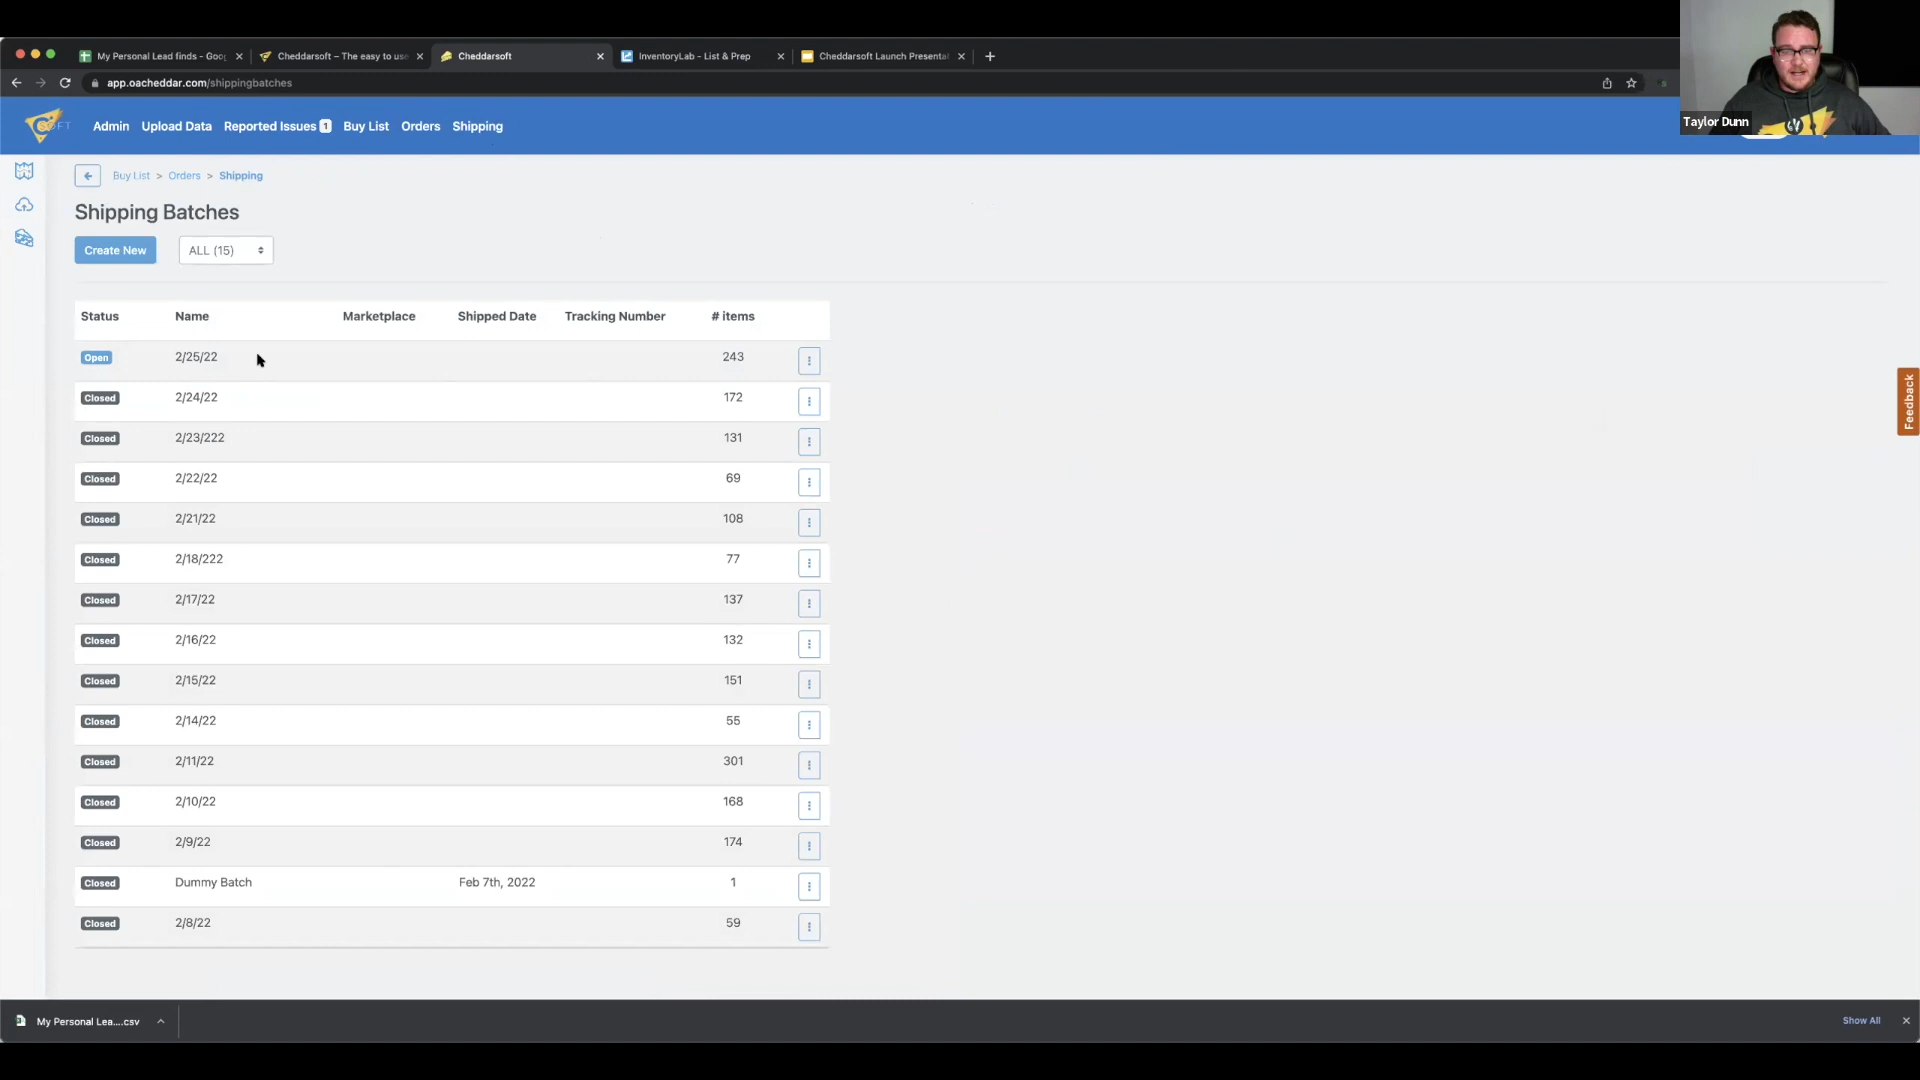 My Personal Lead finds - Goog
Cheddarsoft – The easy to use
Cheddarsoft
InventoryLab - List & Prep
Cheddarsoft Launch Presentat
app.oacheddar.com/shippingbatches
Admin
Upload Data
Reported Issues 1
Buy List
Orders
Shipping
Taylor Dunn
Buy List > Orders > Shipping
Shipping Batches
Create New
ALL (15)
Status Name Marketplace Shipped Date Tracking Number # items
Open 2/25/22 243
Closed 2/24/22 172
Closed 2/23/222 131
Closed 2/22/22 69
Closed 2/21/22 108
Closed 2/18/222 77
Closed 2/17/22 137
Closed 2/16/22 132
Closed 2/15/22 151
Closed 2/14/22 55
Closed 2/11/22 301
Closed 2/10/22 168
Closed 2/9/22 174
Closed Dummy Batch Feb 7th, 2022 1
Closed 2/8/22 59
Feedback
My Personal Lea....csv
Show All